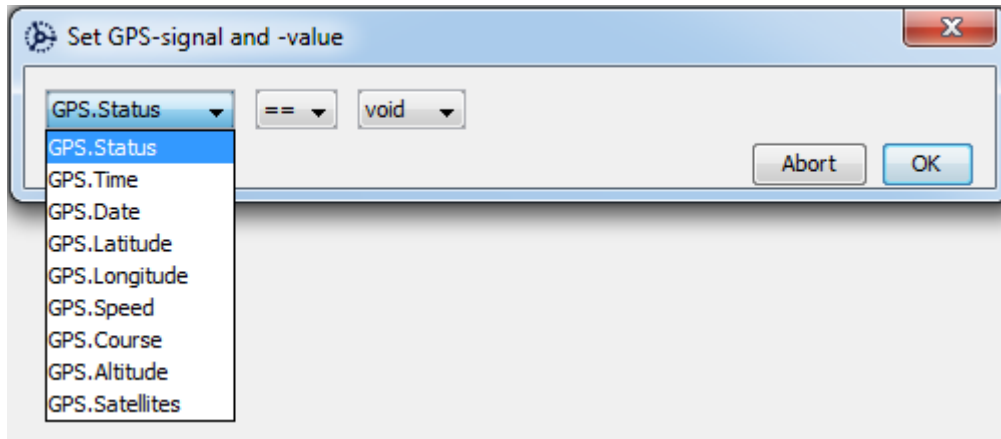 Set GPS-signal and -value
GPS.Status == void
GPS.Status
GPS.Time
GPS.Date
GPS.Latitude
GPS.Longitude
GPS.Speed
GPS.Course
GPS.Altitude
GPS.Satellites
Abort OK